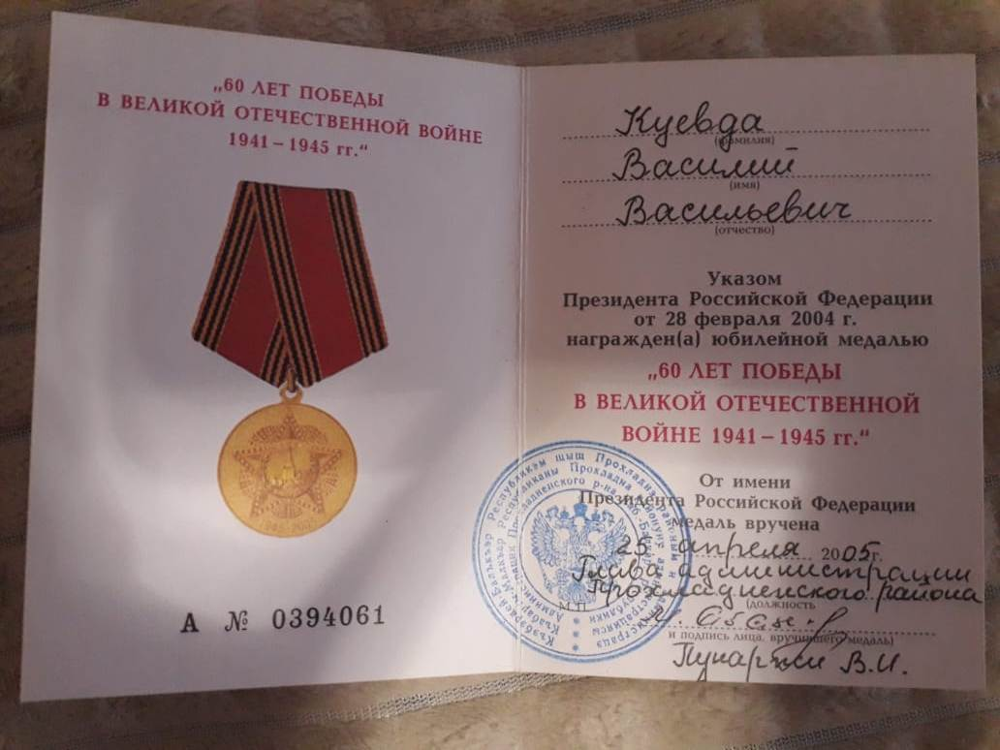 „60 ЛЕТ ПОБЕДЫ
В ВЕЛИКОЙ ОТЕЧЕСТВЕННОЙ ВОЙНЕ
1941 – 1945 гг.“
А № 0394061
Куевда
(фамилия)
Василий
(имя)
Васильевич
(отчество)
Указом
Президента Российской Федерации
от 28 февраля 2004 г.
награжден(а) юбилейной медалью
„60 ЛЕТ ПОБЕДЫ
В ВЕЛИКОЙ ОТЕЧЕСТВЕННОЙ
ВОЙНЕ 1941 – 1945 гг.“
От имени
Президента Российской Федерации
медаль вручена
25 апреля 2005 г.
Глава администрации
Прохладненского района
М.П. (должность
и подпись лица, вручившего медаль)
В.И.